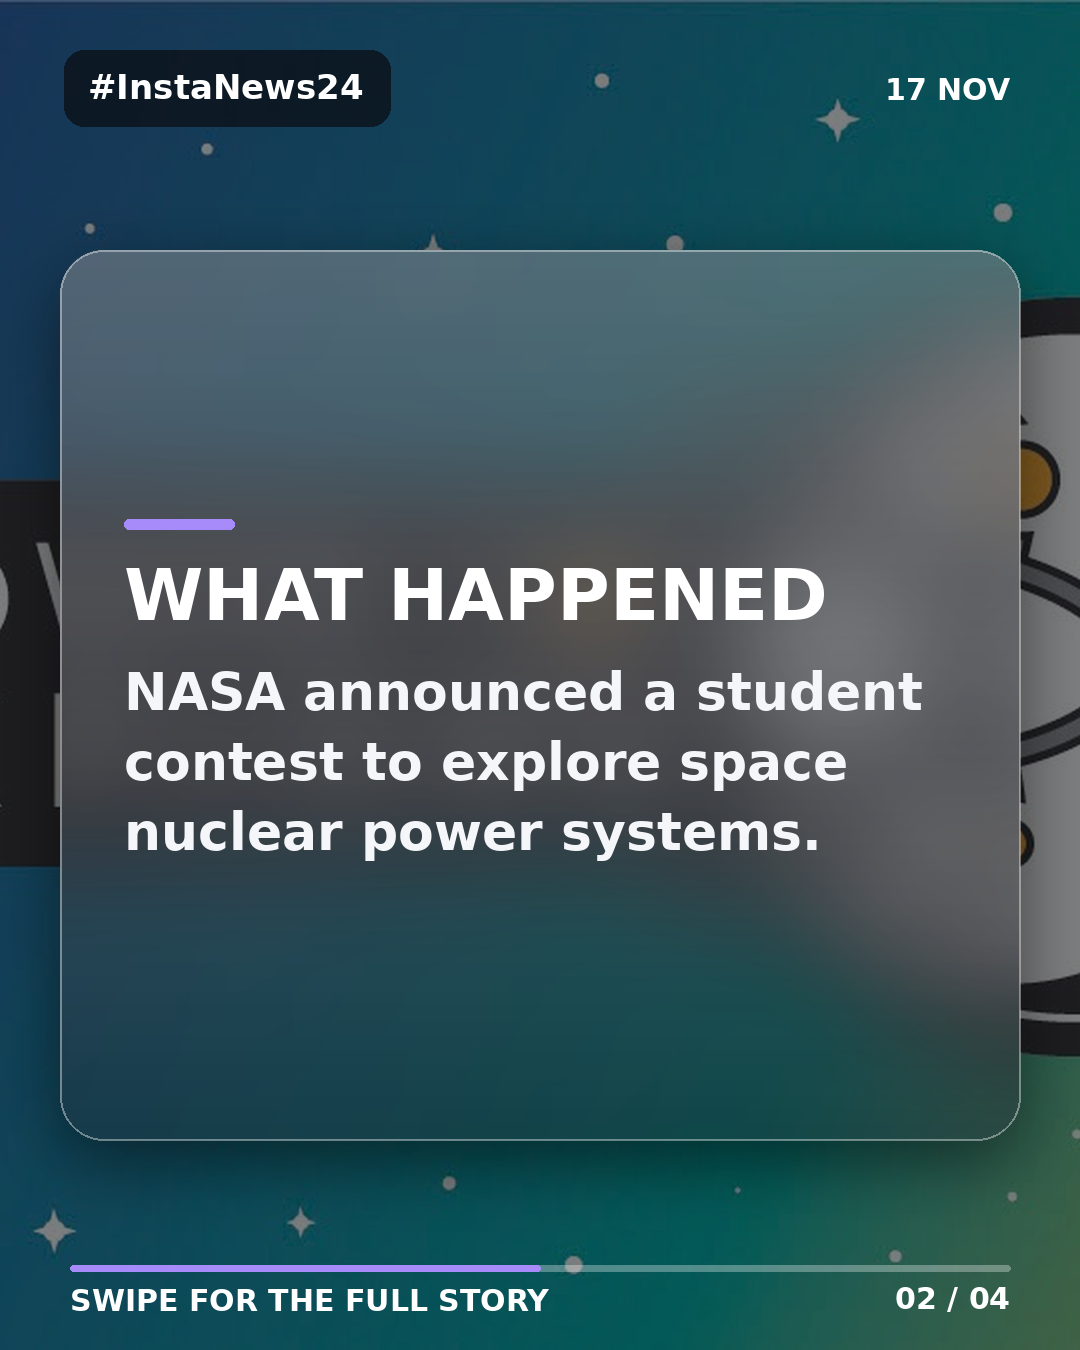 #InstaNews24
17 NOV
WHAT HAPPENED
NASA announced a student
contest to explore space
nuclear power systems.
SWIPE FOR THE FULL STORY
02 / 04